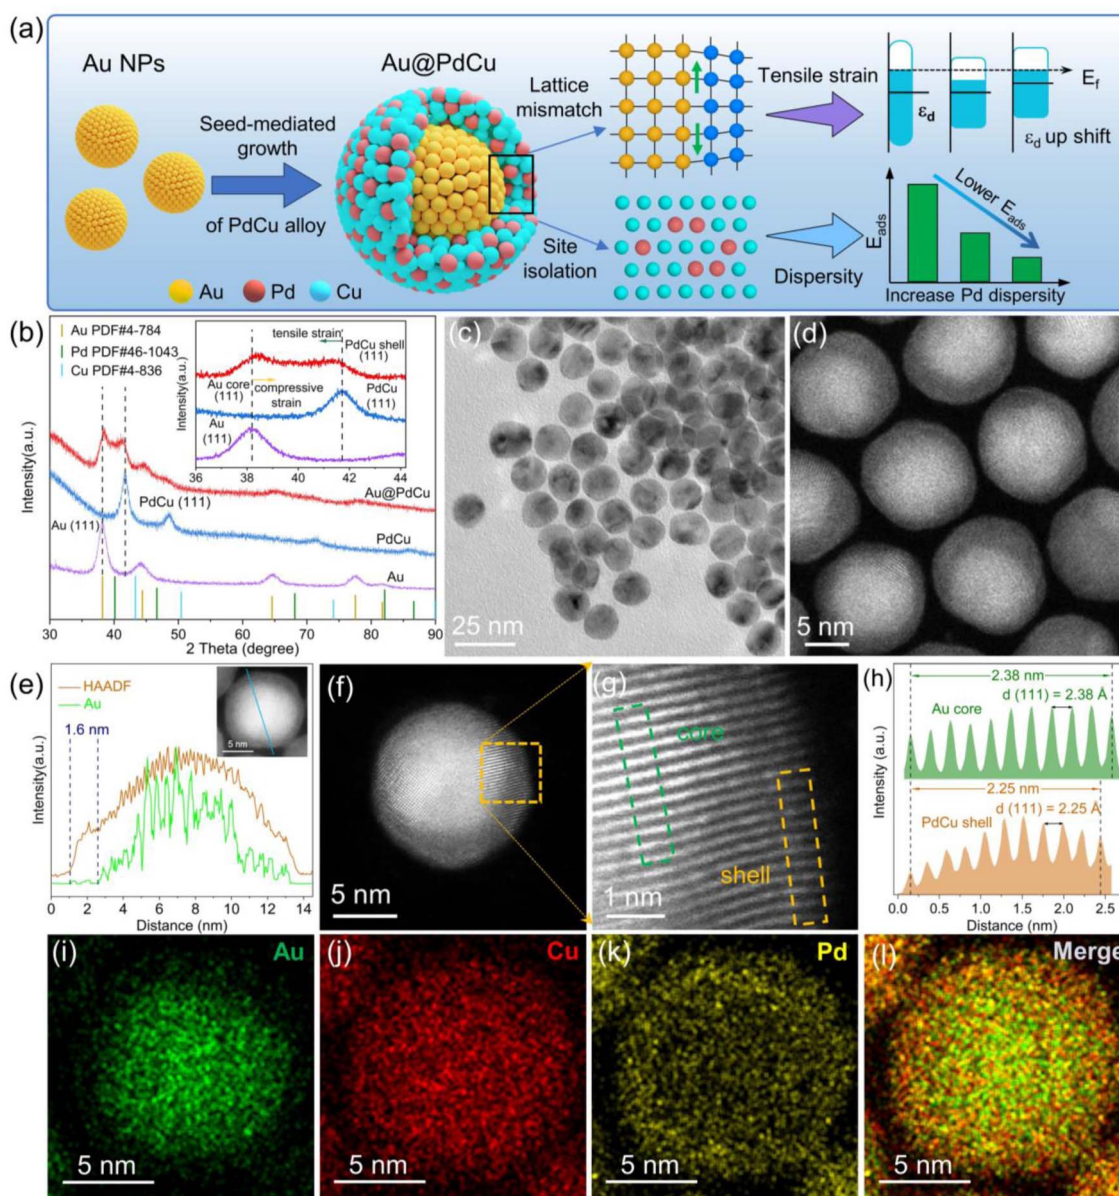 (a)
Au NPs
Seed-mediated
growth
of PdCu alloy
Au@PdCu
Lattice
mismatch
Site
isolation
Tensile strain
Dispersity
E_f
ε_d
ε_d up shift
E_ads
Lower E_ads
Increase Pd dispersity
Au
Pd
Cu
(b)
Au PDF#4-784
Pd PDF#46-1043
Cu PDF#4-836
Intensity(a.u.)
tensile strain
PdCu shell
(111)
Au core
(111)
compressive
strain
PdCu
(111)
Au
(111)
36 38 40 42 44
Intensity(a.u.)
Au@PdCu
PdCu (111)
PdCu
Au (111)
Au
30 40 50 60 70 80 90
2 Theta (degree)
(c)
25 nm
(d)
5 nm
(e)
HAADF
Au
1.6 nm
5 nm
Intensity(a.u.)
0 2 4 6 8 10 12 14
Distance (nm)
(f)
5 nm
(g)
core
shell
1 nm
(h)
2.38 nm
d (111) = 2.38 Å
Au core
2.25 nm
d (111) = 2.25 Å
PdCu shell
Intensity (a.u.)
0.0 0.5 1.0 1.5 2.0 2.5
Distance (nm)
(i)
Au
5 nm
(j)
Cu
5 nm
(k)
Pd
5 nm
(l)
Merge
5 nm